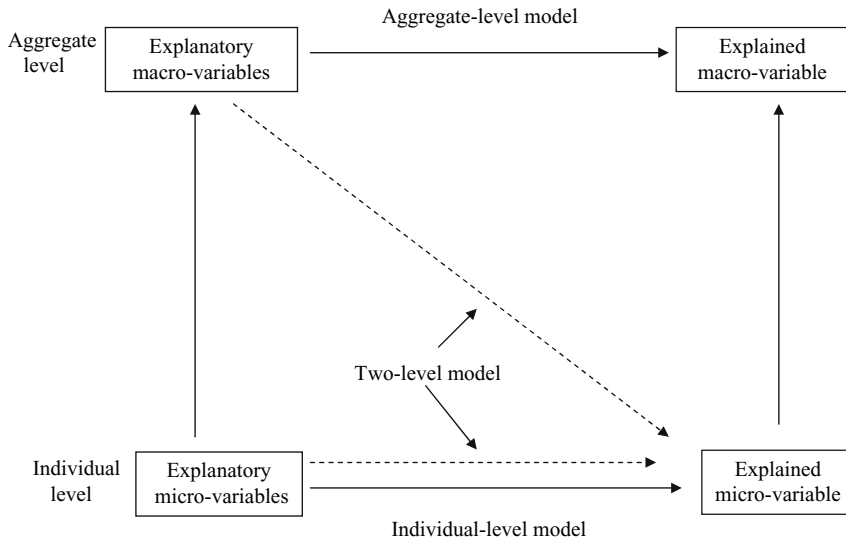 Aggregate-level model
Aggregate
level
Explanatory
macro-variables
Explained
macro-variable
Two-level model
Individual
level
Explanatory
micro-variables
Explained
micro-variable
Individual-level model